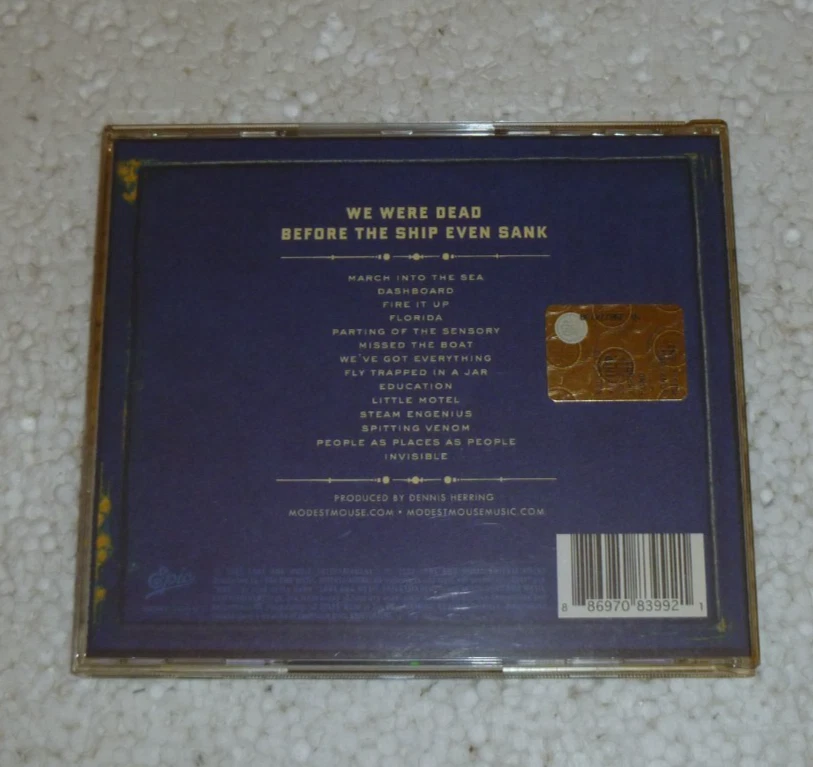 WE WERE DEAD
BEFORE THE SHIP EVEN SANK
MARCH INTO THE SEA
DASHBOARD
FIRE IT UP
FLORIDA
PARTING OF THE SENSORY
MISSED THE BOAT
WE'VE GOT EVERYTHING
FLY TRAPPED IN A JAR
EDUCATION
LITTLE MOTEL
STEAM ENGENIUS
SPITTING VENOM
PEOPLE AS PLACES AS PEOPLE
INVISIBLE
PRODUCED BY DENNIS HERRING
MODESTMOUSE.COM • MODESTMOUSEMUSIC.COM
Epic
8 86970 83992 1